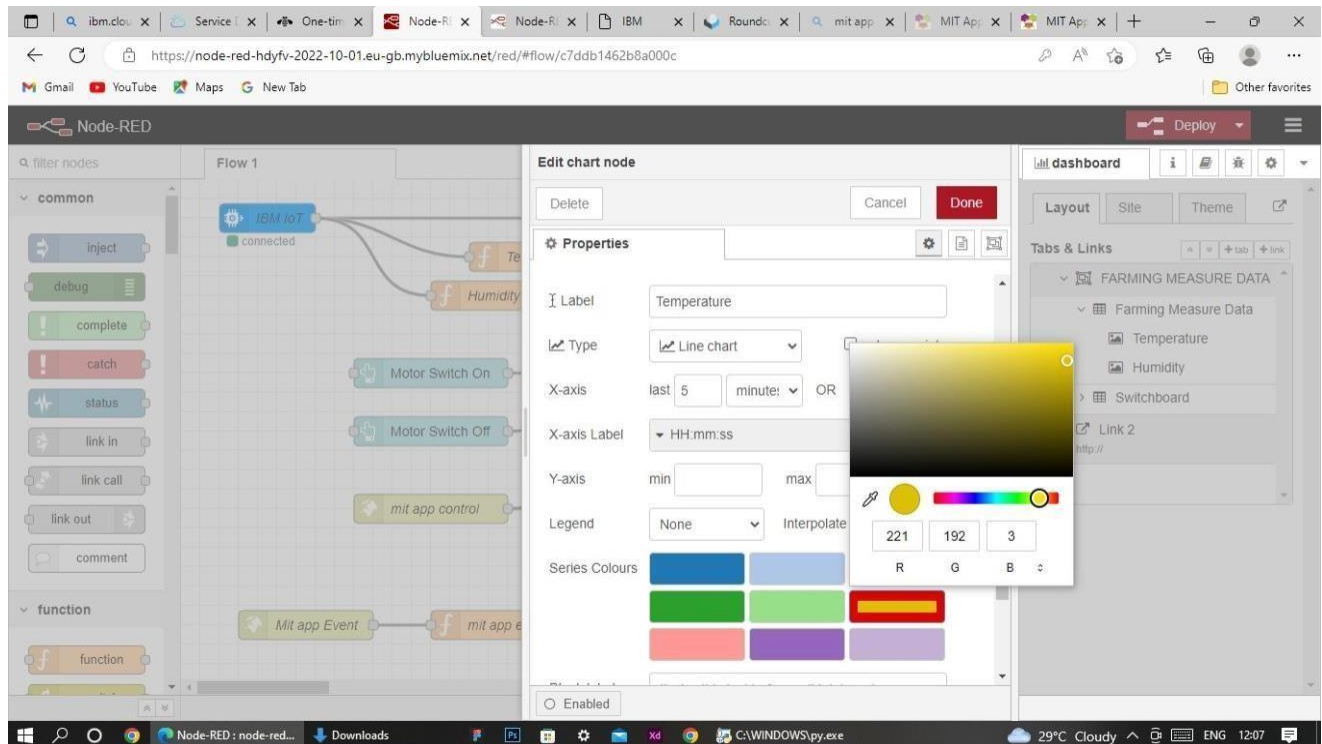 ibm.clou
Service
One-tim
Node-R
Node-R
IBM
Roundcu
mit app
MIT App
MIT App
https://node-red-hdyfv-2022-10-01.eu-gb.mybluemix.net/red/#flow/c7ddb1462b8a000c
Gmail YouTube Maps New Tab Other favorites
Node-RED Deploy
filter nodes
Flow 1
Edit chart node
dashboard
common
Delete Cancel Done
Layout Site Theme
IBM IoT
connected
inject
Properties
Tabs & Links
tab link
FARMING MEASURE DATA
debug
Te
Humidity
Label Temperature
Farming Measure Data
complete
Type Line chart
Temperature
catch
Motor Switch On
X-axis last 5 minutes OR
Humidity
status
Switchboard
link in
Motor Switch Off
X-axis Label HH:mm:ss
Link 2
http://
link call
Y-axis min max
link out
mit app control
Legend None Interpolate
221 192 3
R G B
comment
Series Colours
function
Mit app Event
mit app e
function
Enabled
Node-RED : node-red... Downloads C:\WINDOWS\py.exe 29°C Cloudy ENG 12:07